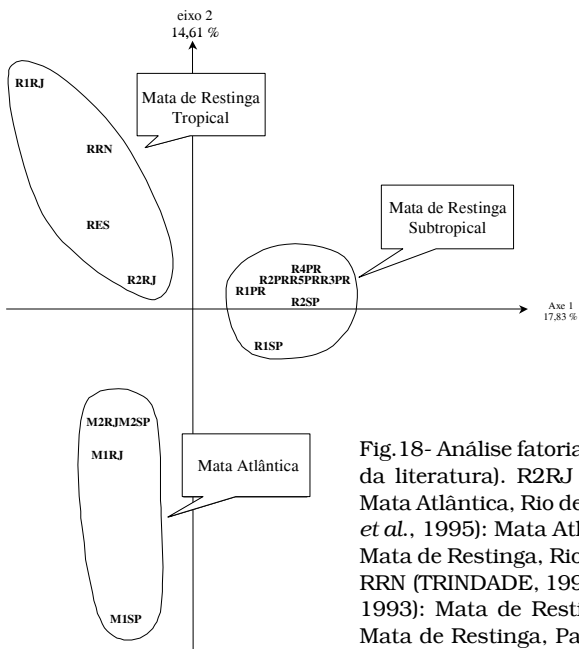 eixo 2
14,61 %
R1RJ
Mata de Restinga
Tropical
RRN
RES
R2RJ
Mata de Restinga
Subtropical
R4PR
R2PRR5PRR3PR
R1PR
R2SP
Axe 1
17,83 %
R1SP
M2RJM2SP
M1RJ
Mata Atlântica
M1SP
Fig.18- Análise fatoria
da literatura). R2RJ
Mata Atlântica, Rio de
et al., 1995): Mata Atl
Mata de Restinga, Rio
RRN (TRINDADE, 199
1993): Mata de Resti
Mata de Restinga, Pa